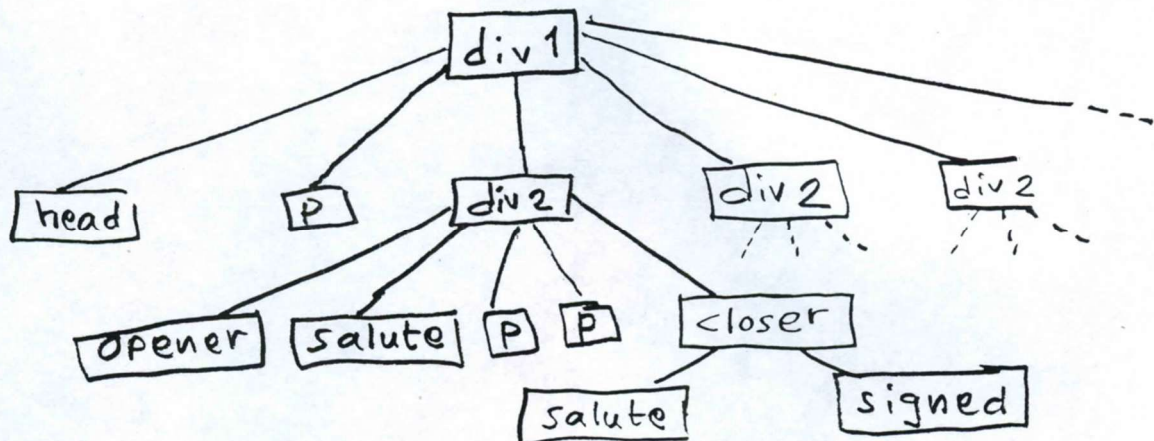 div1
head P div2 div2 div2
opener salute P P closer
salute signed